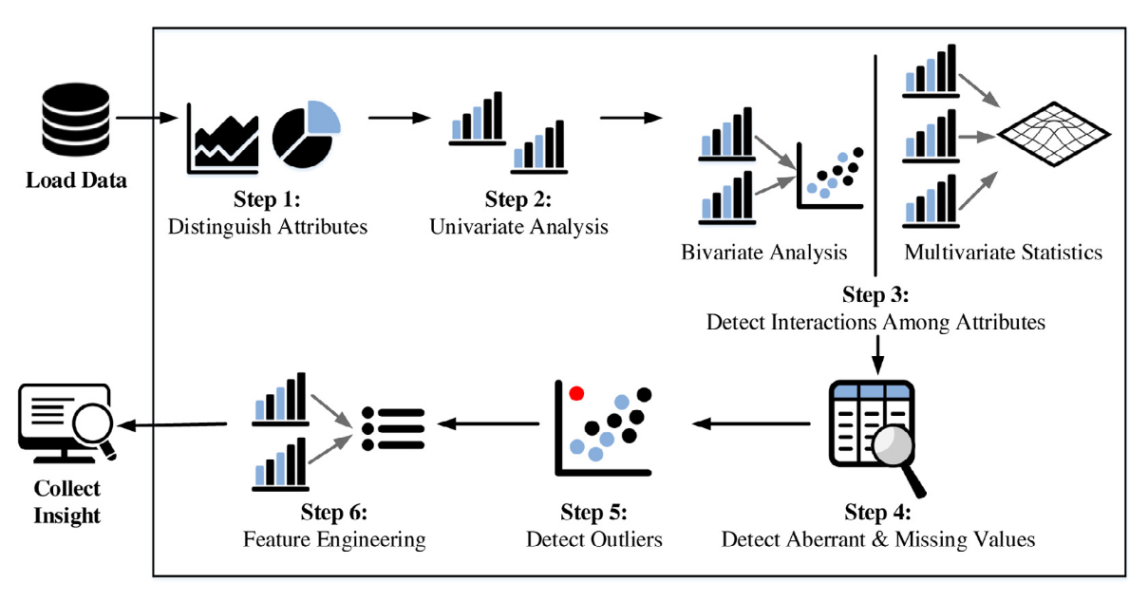 Load Data
Step 1:
Distinguish Attributes
Step 2:
Univariate Analysis
Bivariate Analysis
Multivariate Statistics
Step 3:
Detect Interactions Among Attributes
Collect
Insight
Step 6:
Feature Engineering
Step 5:
Detect Outliers
Step 4:
Detect Aberrant & Missing Values